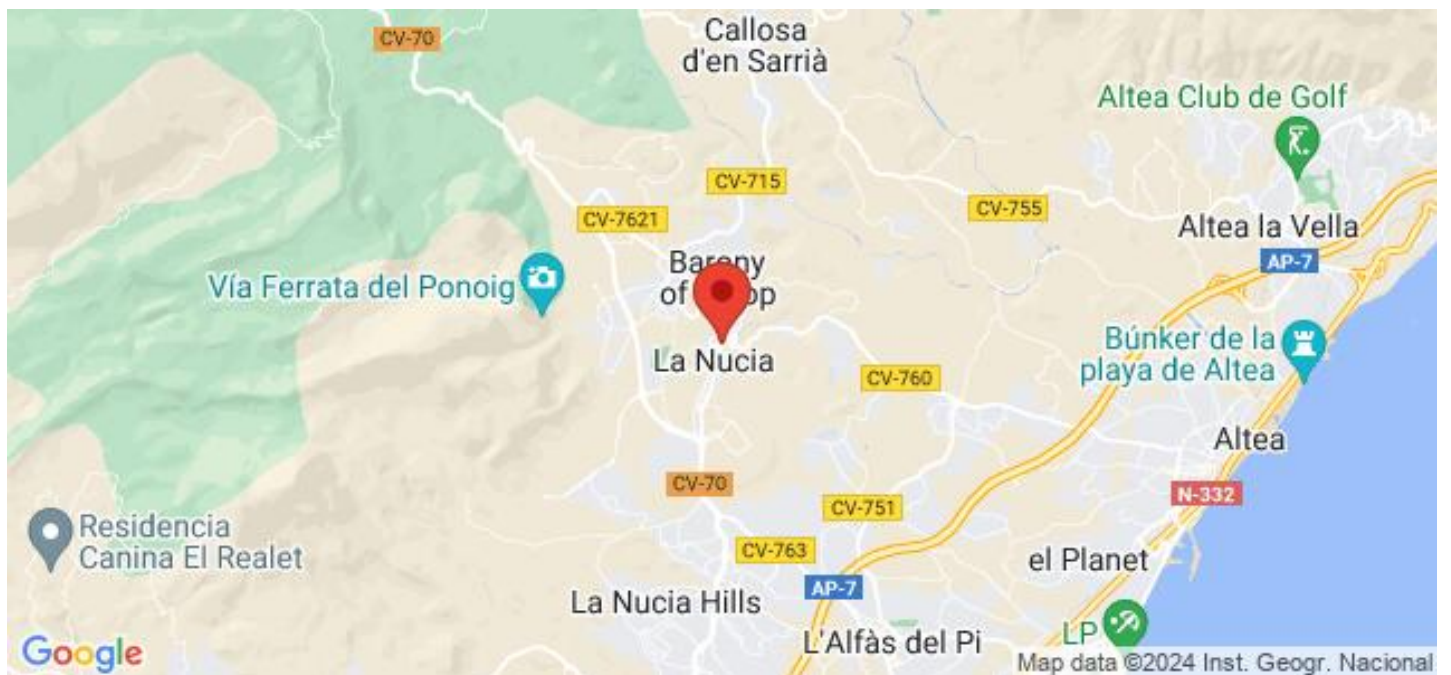 CV-70
Callosa
d'en Sarrià
Altea Club de Golf
CV-715
CV-755
CV-7621
Altea la Vella
AP-7
Barony
Vía Ferrata del Ponoig
of
La Nucia
Búnker de la
playa de Altea
CV-760
Altea
CV-70
N-332
CV-751
Residencia
Canina El Realet
CV-763
el Planet
AP-7
La Nucia Hills
L'Alfàs del Pi
LP
Google
Map data ©2024 Inst. Geogr. Nacional